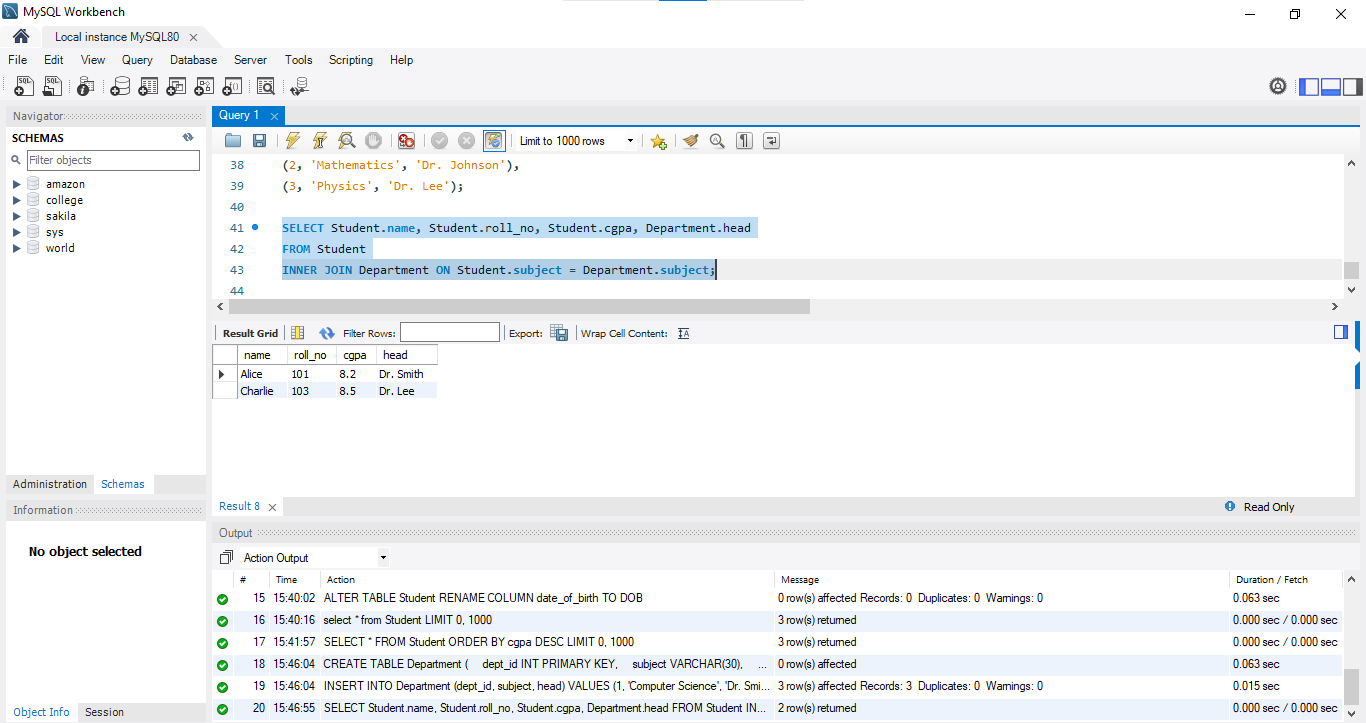 MySQL Workbench
Local instance MySQL80
File Edit View Query Database Server Tools Scripting Help
Navigator
SCHEMAS
Filter objects
amazon
college
sakila
sys
world
Administration Schemas
Information
No object selected
Object Info Session
Query 1
Limit to 1000 rows
38 (2, 'Mathematics', 'Dr. Johnson'),
39 (3, 'Physics', 'Dr. Lee');
40
41 SELECT Student.name, Student.roll_no, Student.cgpa, Department.head
42 FROM Student
43 INNER JOIN Department ON Student.subject = Department.subject;
44
Result Grid Filter Rows: Export: Wrap Cell Content:
name roll_no cgpa head
Alice 101 8.2 Dr. Smith
Charlie 103 8.5 Dr. Lee
Result 8 Read Only
Output
Action Output
# Time Action Message Duration / Fetch
15 15:40:02 ALTER TABLE Student RENAME COLUMN date_of_birth TO DOB 0 row(s) affected Records: 0 Duplicates: 0 Warnings: 0 0.063 sec
16 15:40:16 select * from Student LIMIT 0, 1000 3 row(s) returned 0.000 sec / 0.000 sec
17 15:41:57 SELECT * FROM Student ORDER BY cgpa DESC LIMIT 0, 1000 3 row(s) returned 0.000 sec / 0.000 sec
18 15:46:04 CREATE TABLE Department ( dept_id INT PRIMARY KEY, subject VARCHAR(30), ... 0 row(s) affected 0.063 sec
19 15:46:04 INSERT INTO Department (dept_id, subject, head) VALUES (1, 'Computer Science', 'Dr. Smi... 3 row(s) affected Records: 3 Duplicates: 0 Warnings: 0 0.015 sec
20 15:46:55 SELECT Student.name, Student.roll_no, Student.cgpa, Department.head FROM Student IN... 2 row(s) returned 0.000 sec / 0.000 sec